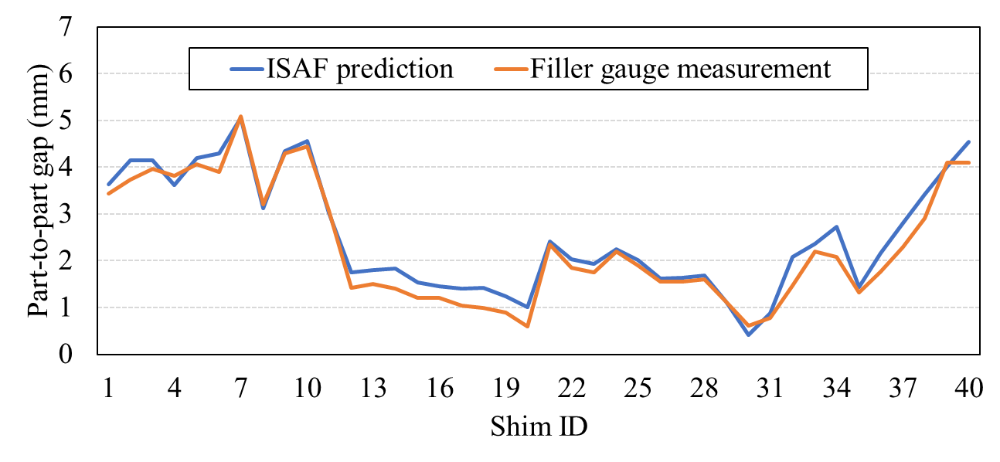 7
6
5
4
3
2
1
0
Part-to-part gap (mm)
ISAF prediction Filler gauge measurement
1 4 7 10 13 16 19 22 25 28 31 34 37 40
Shim ID